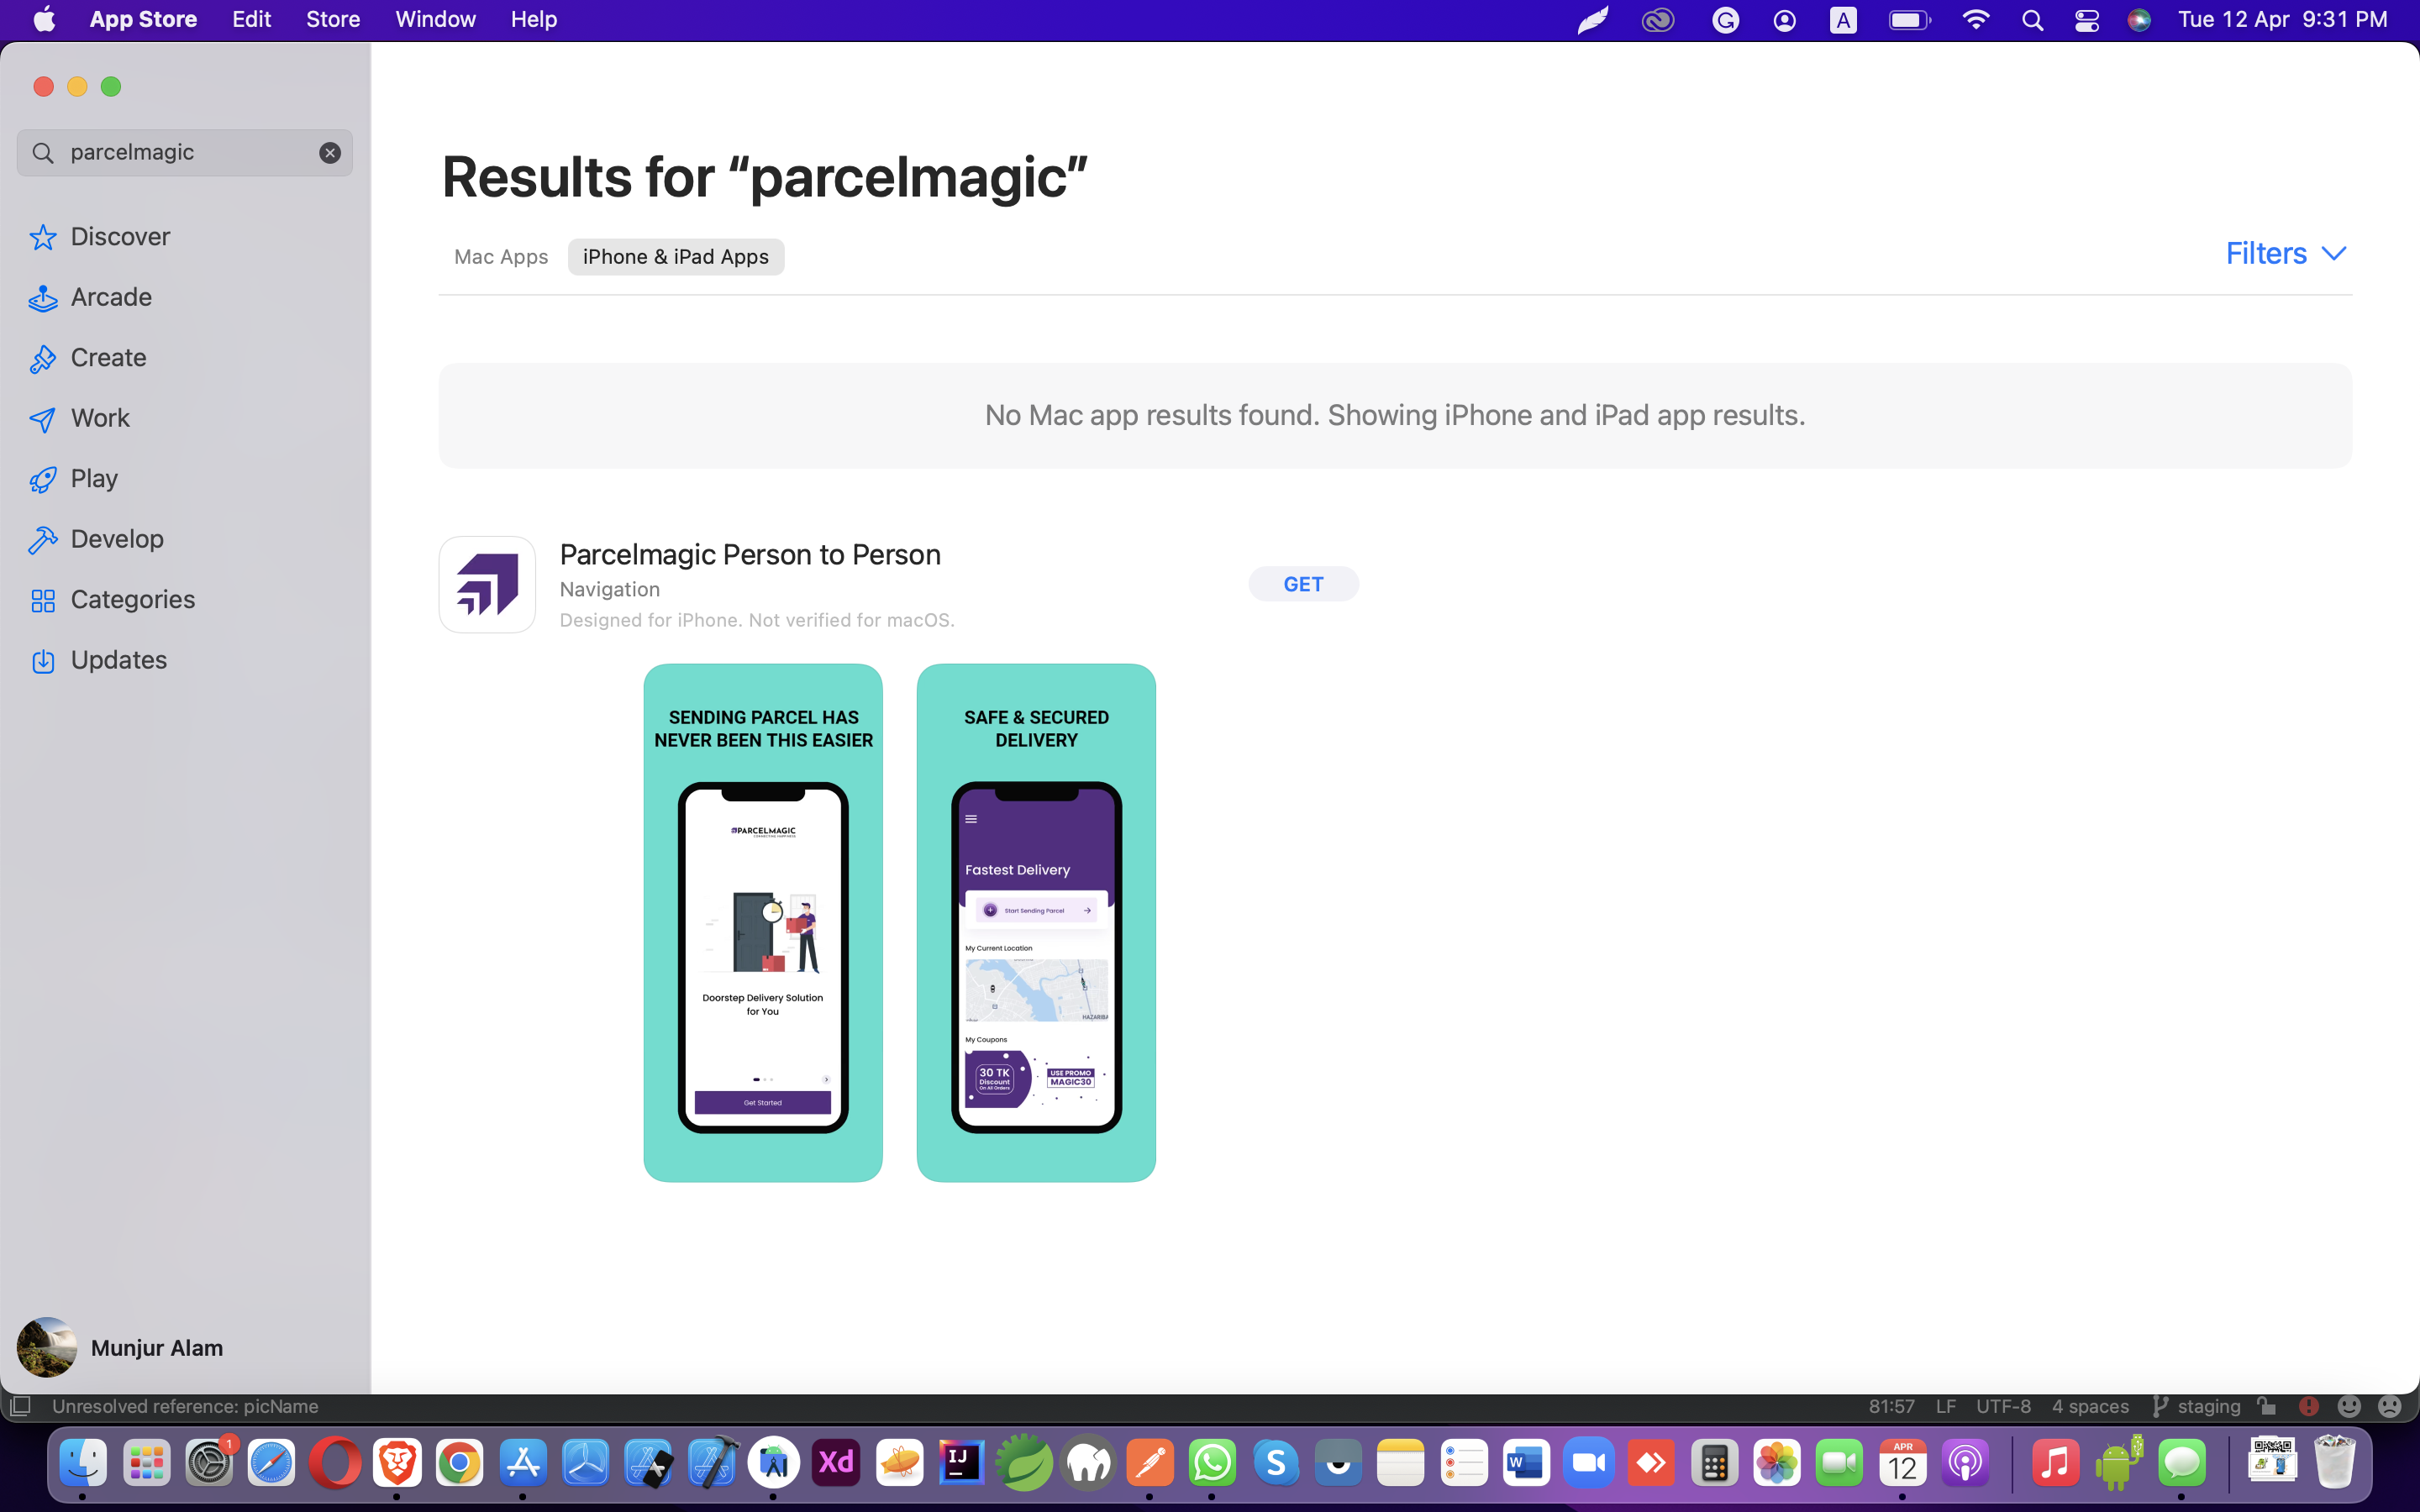 App Store Edit Store Window Help
A
Tue 12 Apr 9:31 PM
parcelmagic
Discover
Arcade
Create
Work
Play
Develop
Categories
Updates
Munjur Alam
Results for “parcelmagic”
Mac Apps iPhone & iPad Apps
Filters
No Mac app results found. Showing iPhone and iPad app results.
Parcelmagic Person to Person
Navigation
Designed for iPhone. Not verified for macOS.
GET
SENDING PARCEL HAS
NEVER BEEN THIS EASIER
PARCELMAGIC
CONNECTING HAPPINESS
Doorstep Delivery Solution
for You
Get Started
SAFE & SECURED
DELIVERY
Fastest Delivery
Start Sending Parcel
My Current Location
HAZARIBA
My Coupons
30 TK
Discount
On All Orders
USE PROMO
MAGIC30
Unresolved reference: picName
81:57 LF UTF-8 4 spaces staging
1
Xd
IJ
S
W
APR
12